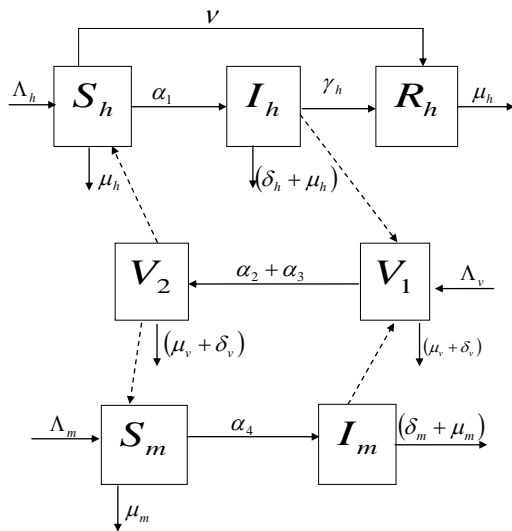 ν
Λ_h S_h α_1 I_h γ_h R_h μ_h
μ_h (δ_h + μ_h)
V_2 α_2 + α_3 V_1 Λ_v
(μ_v + δ_v) (μ_v + δ_v)
Λ_m S_m α_4 I_m (δ_m + μ_m)
μ_m